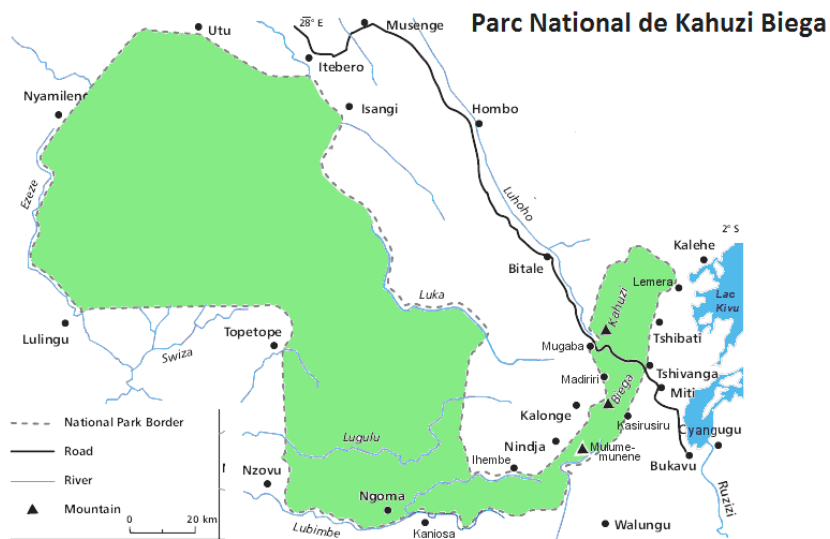 Parc National de Kahuzi Biega
Utu
28° E
Musenge
Itebero
Nyamileng
Isangi
Hombo
Ezeze
Luhoho
2° S
Kalehe
Bitale
Lemera
Lac
Kivu
Luka
Kahuzi
Lulingu
Topetope
Swiza
Mugaba
Tshibati
Tshivanga
Madiriri
Miti
Biega
Kalonge
Kasirusiru
National Park Border
Road
River
Mountain
0
20 km
Lugulu
Nindja
Mulume-
munene
Cyangugu
Ihembe
Bukavu
Nzovu
Ngoma
Ruzizi
Lubimbe
Kaniosa
Walungu